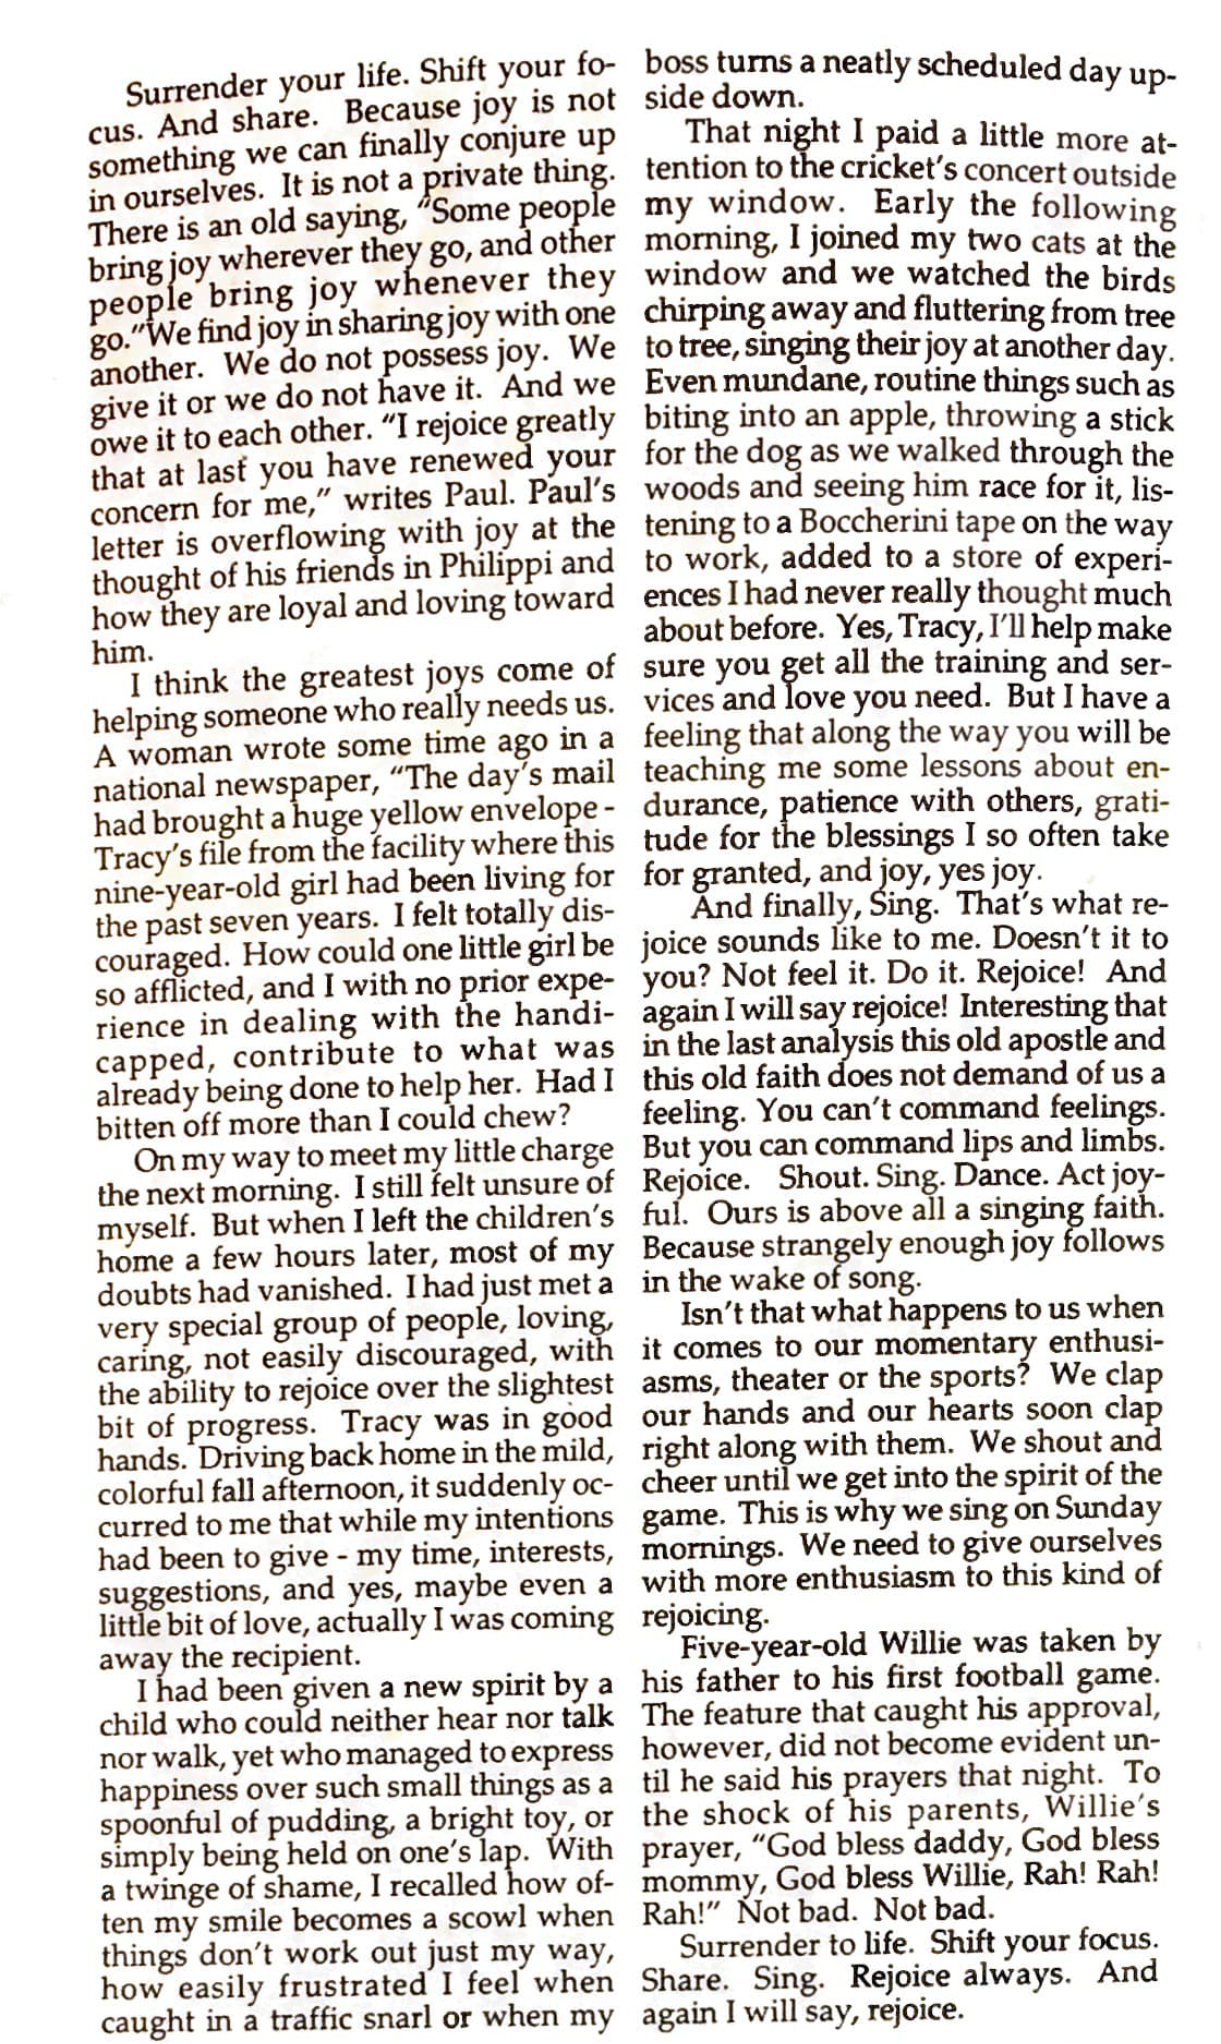 Surrender your life. Shift your fo-
cus. And share. Because joy is not
something we can finally conjure up
in ourselves. It is not a private thing.
There is an old saying, "Some people
bring joy wherever they go, and other
people bring joy whenever they
go."We find joy in sharing joy with one
another. We do not possess joy. We
give it or we do not have it. And we
owe it to each other. "I rejoice greatly
that at last you have renewed your
concern for me," writes Paul. Paul's
letter is overflowing with joy at the
thought of his friends in Philippi and
how they are loyal and loving toward
him.
I think the greatest joys come of
helping someone who really needs us.
A woman wrote some time ago in a
national newspaper, "The day's mail
had brought a huge yellow envelope -
Tracy's file from the facility where this
nine-year-old girl had been living for
the past seven years. I felt totally dis-
couraged. How could one little girl be
so afflicted, and I with no prior expe-
rience in dealing with the handi-
capped, contribute to what was
already being done to help her. Had I
bitten off more than I could chew?
On my way to meet my little charge
the next morning. I still felt unsure of
myself. But when I left the children's
home a few hours later, most of my
doubts had vanished. I had just met a
very special group of people, loving,
caring, not easily discouraged, with
the ability to rejoice over the slightest
bit of progress. Tracy was in good
hands. Driving back home in the mild,
colorful fall afternoon, it suddenly oc-
curred to me that while my intentions
had been to give - my time, interests,
suggestions, and yes, maybe even a
little bit of love, actually I was coming
away the recipient.
I had been given a new spirit by a
child who could neither hear nor talk
nor walk, yet who managed to express
happiness over such small things as a
spoonful of pudding, a bright toy, or
simply being held on one's lap. With
a twinge of shame, I recalled how of-
ten my smile becomes a scowl when
things don't work out just my way,
how easily frustrated I feel when
caught in a traffic snarl or when my
boss turns a neatly scheduled day up-
side down.
That night I paid a little more at-
tention to the cricket's concert outside
my window. Early the following
morning, I joined my two cats at the
window and we watched the birds
chirping away and fluttering from tree
to tree, singing their joy at another day.
Even mundane, routine things such as
biting into an apple, throwing a stick
for the dog as we walked through the
woods and seeing him race for it, lis-
tening to a Boccherini tape on the way
to work, added to a store of experi-
ences I had never really thought much
about before. Yes, Tracy, I'll help make
sure you get all the training and ser-
vices and love you need. But I have a
feeling that along the way you will be
teaching me some lessons about en-
durance, patience with others, grati-
tude for the blessings I so often take
for granted, and joy, yes joy.
And finally, Sing. That's what re-
joice sounds like to me. Doesn't it to
you? Not feel it. Do it. Rejoice! And
again I will say rejoice! Interesting that
in the last analysis this old apostle and
this old faith does not demand of us a
feeling. You can't command feelings.
But you can command lips and limbs.
Rejoice. Shout. Sing. Dance. Act joy-
ful. Ours is above all a singing faith.
Because strangely enough joy follows
in the wake of song.
Isn't that what happens to us when
it comes to our momentary enthusi-
asms, theater or the sports? We clap
our hands and our hearts soon clap
right along with them. We shout and
cheer until we get into the spirit of the
game. This is why we sing on Sunday
mornings. We need to give ourselves
with more enthusiasm to this kind of
rejoicing.
Five-year-old Willie was taken by
his father to his first football game.
The feature that caught his approval,
however, did not become evident un-
til he said his prayers that night. To
the shock of his parents, Willie's
prayer, "God bless daddy, God bless
mommy, God bless Willie, Rah! Rah!
Rah!" Not bad. Not bad.
Surrender to life. Shift your focus.
Share. Sing. Rejoice always. And
again I will say, rejoice.